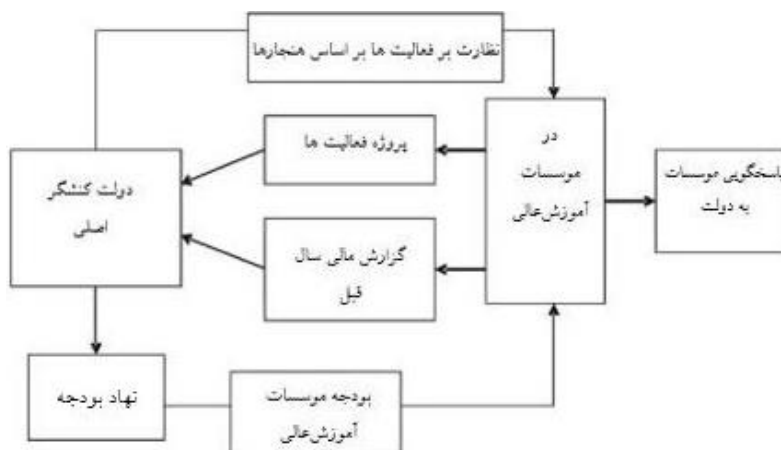 نظارت بر فعالیت ها بر اساس هنجارها
پروژه فعالیت ها
در
موسسات
آموزش‌عالی
پاسخگویی موسسات
به دولت
دولت کنشگر
اصلی
گزارش مالی سال
قبل
نهاد بودجه
بودجه موسسات
آموزش‌عالی